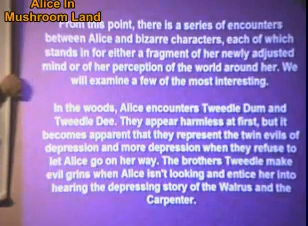 Alice In
Mushroom Land
From this point, there is a series of encounters
between Alice and bizarre characters, each of which
stands in for either a fragment of her newly adjusted
mind or of her perception of the world around her. We
will examine a few of the most interesting.
In the woods, Alice encounters Tweedle Dum and
Tweedle Dee. They appear harmless at first, but it
becomes apparent that they represent the twin evils of
depression and more depression when they refuse to
let Alice go on her way. The brothers Tweedle make
evil grins when Alice isn't looking and entice her into
hearing the depressing story of the Walrus and the
Carpenter.